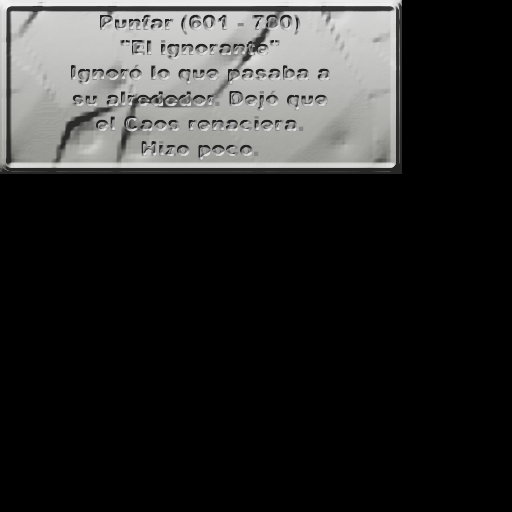 Punfar (601 - 780)
"El ignorante"
Ignoró lo que pasaba a
su alrededor. Dejó que
el Caos renaciera.
Hizo poco.